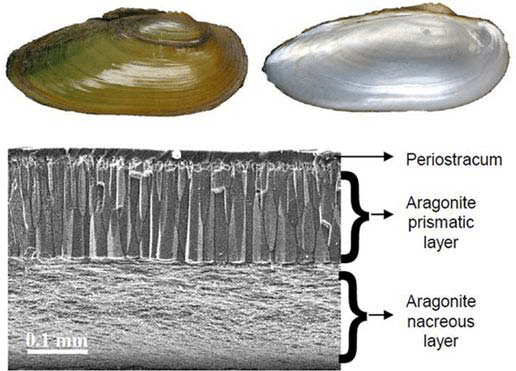 Periostracum
Aragonite
prismatic
layer
Aragonite
nacreous
layer
0.1 mm